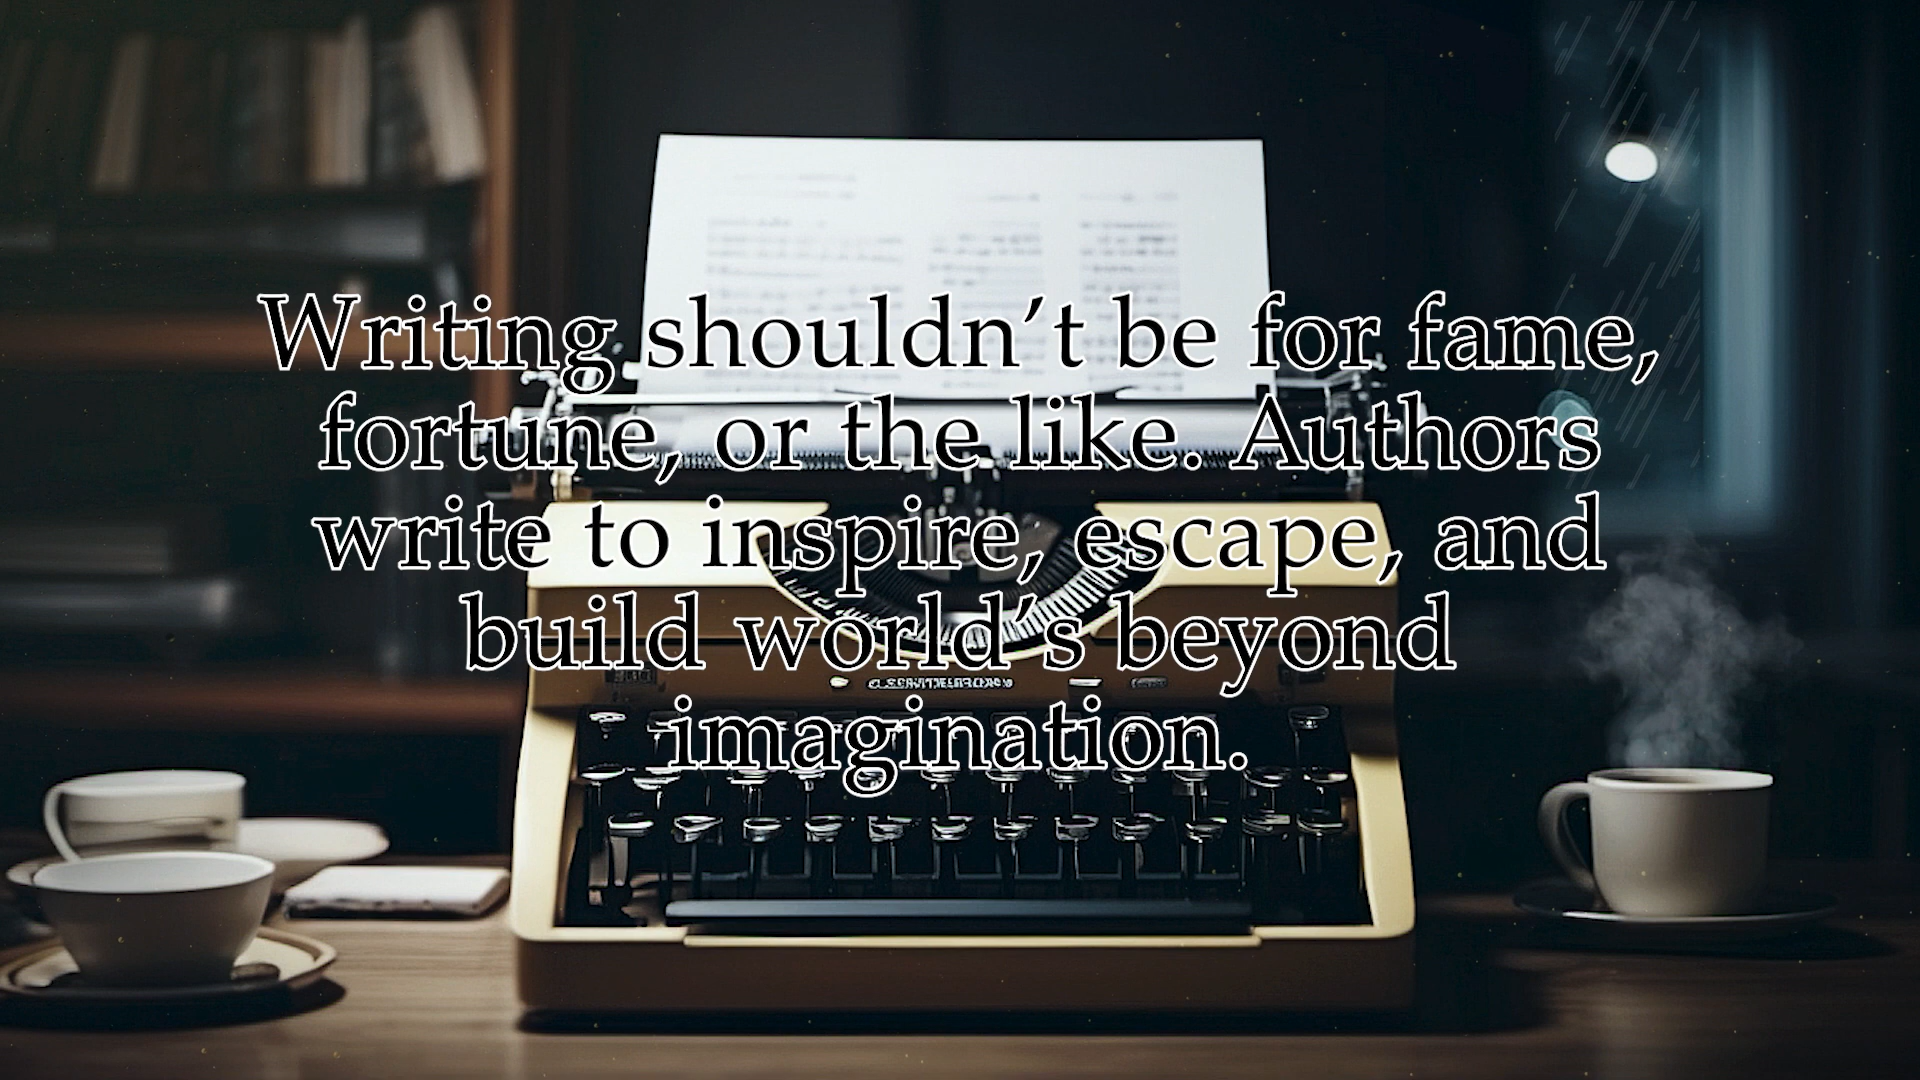 Writing shouldn’t be for fame,
fortune, or the like. Authors
write to inspire, escape, and
build world’s beyond
imagination.